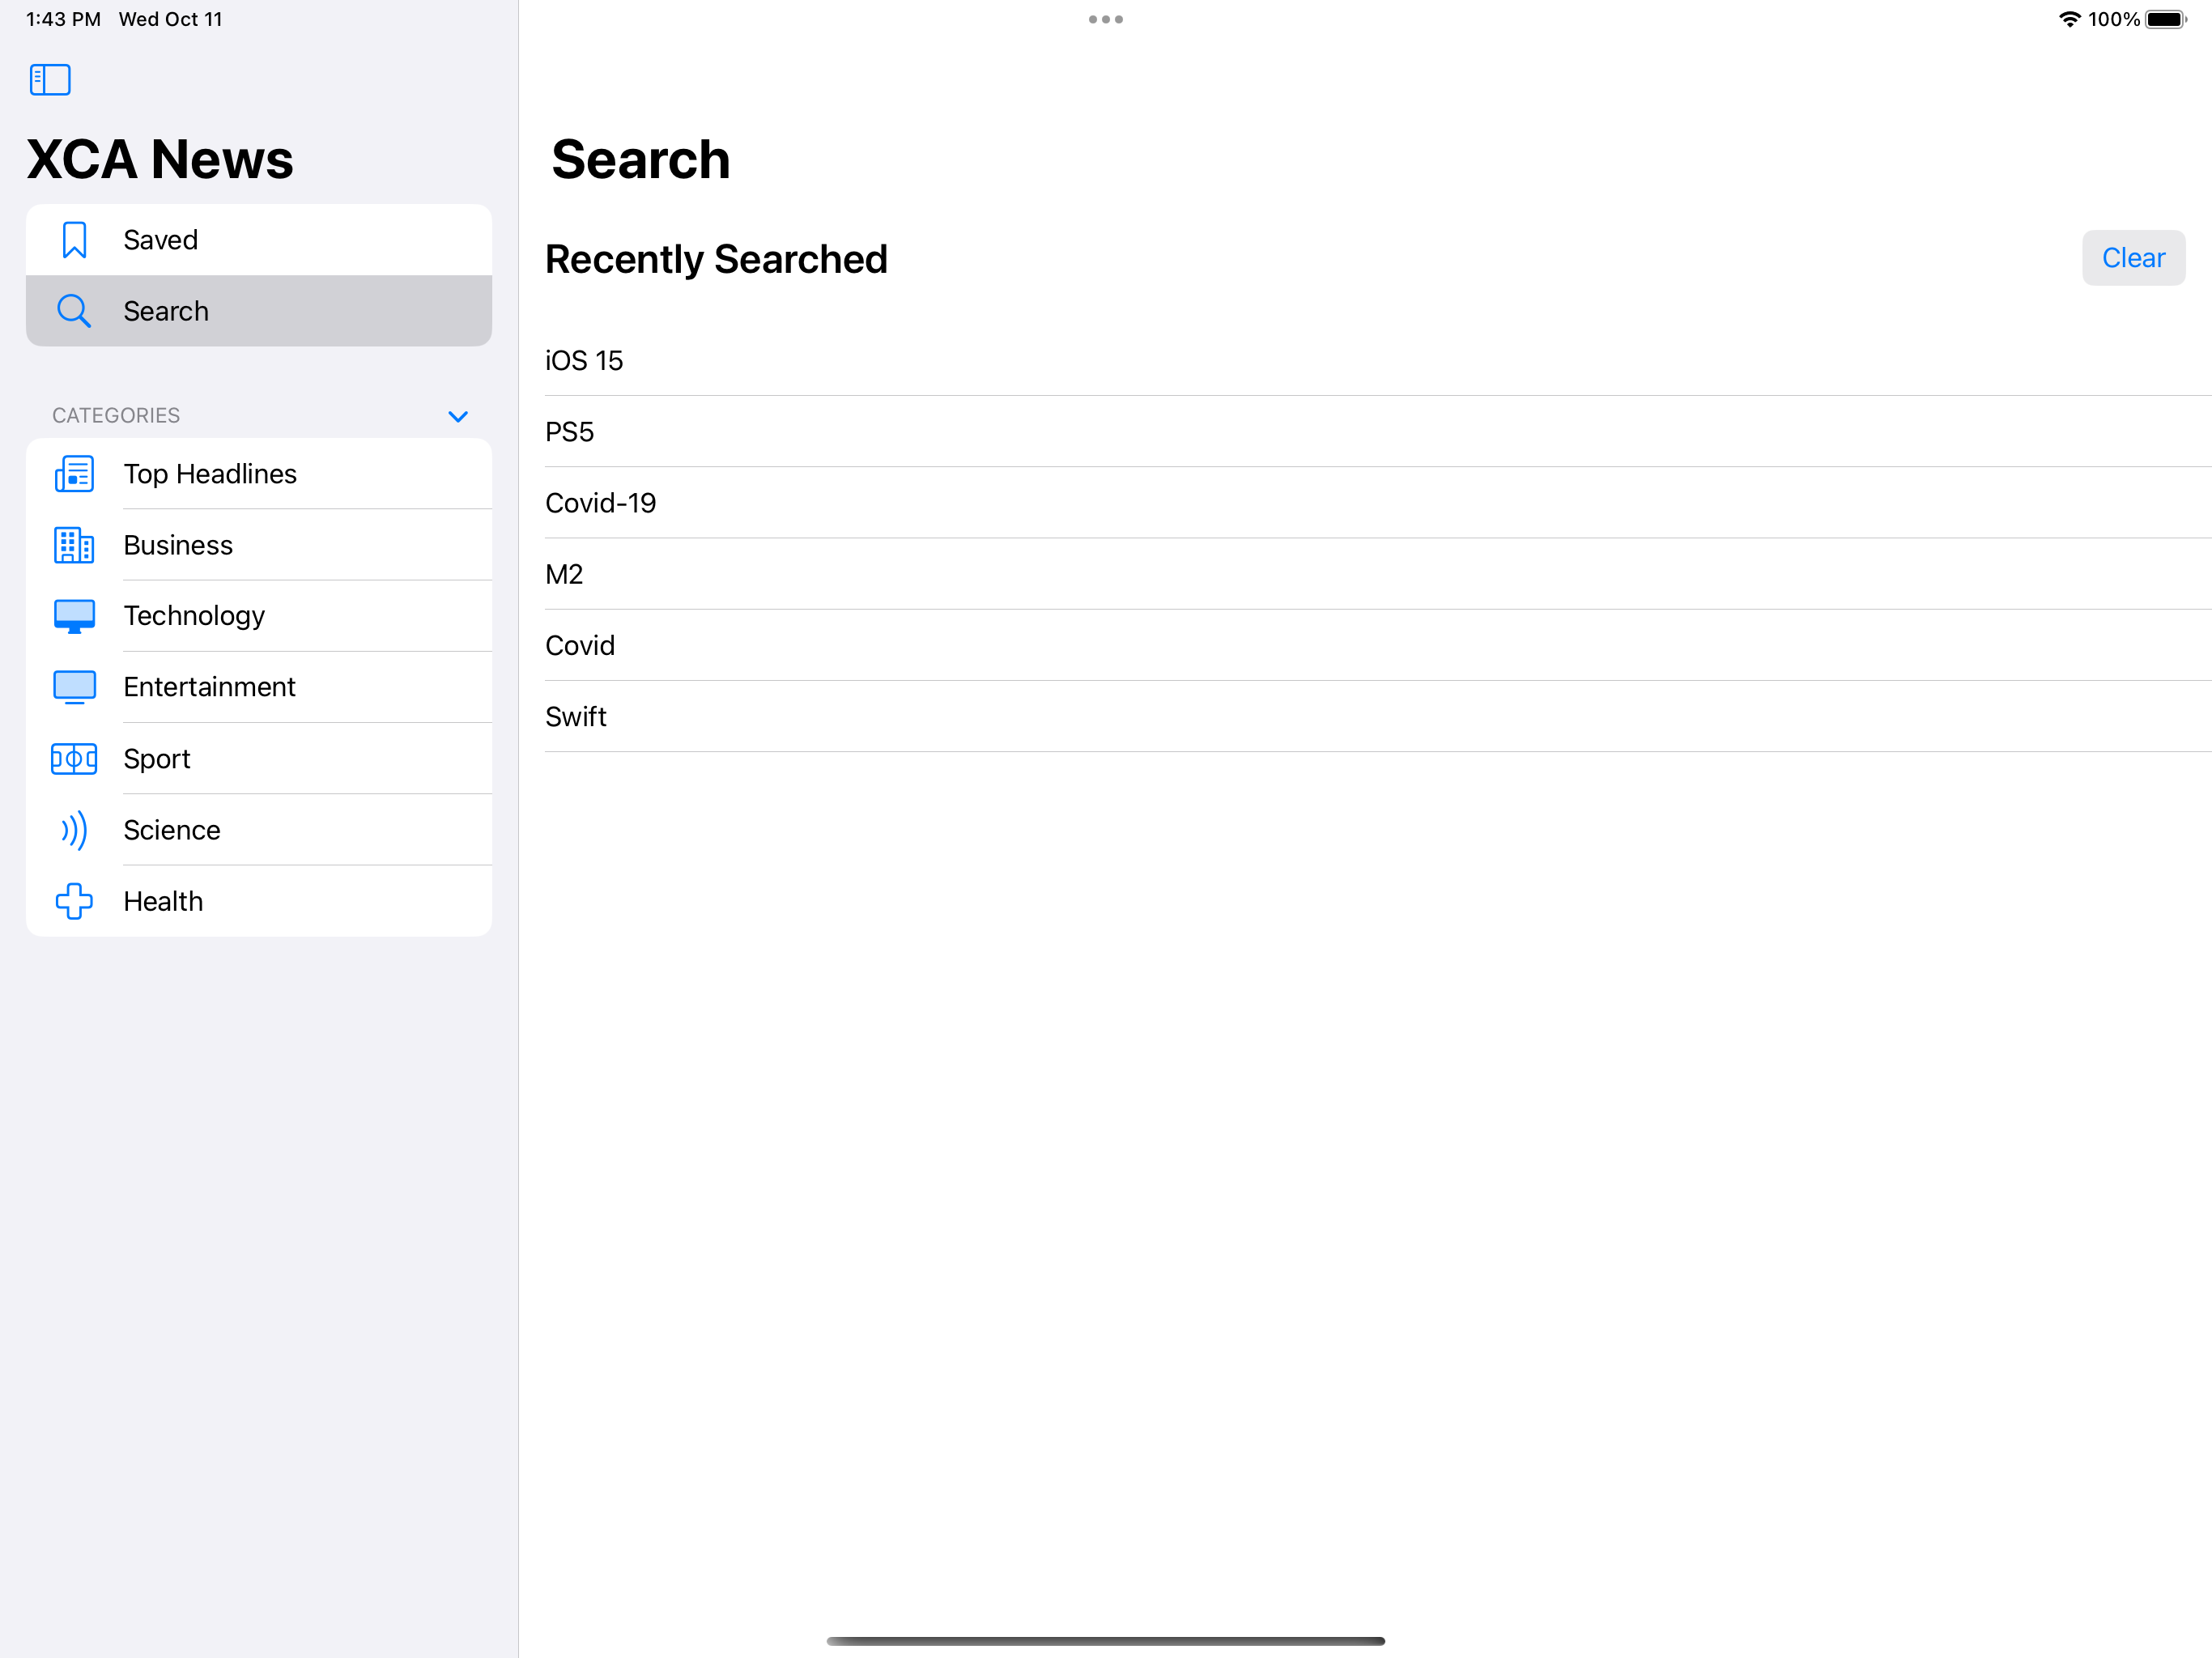 1:43 PM Wed Oct 11
100%
XCA News
Saved
Search
CATEGORIES
Top Headlines
Business
Technology
Entertainment
Sport
Science
Health
Search
Recently Searched
Clear
iOS 15
PS5
Covid-19
M2
Covid
Swift